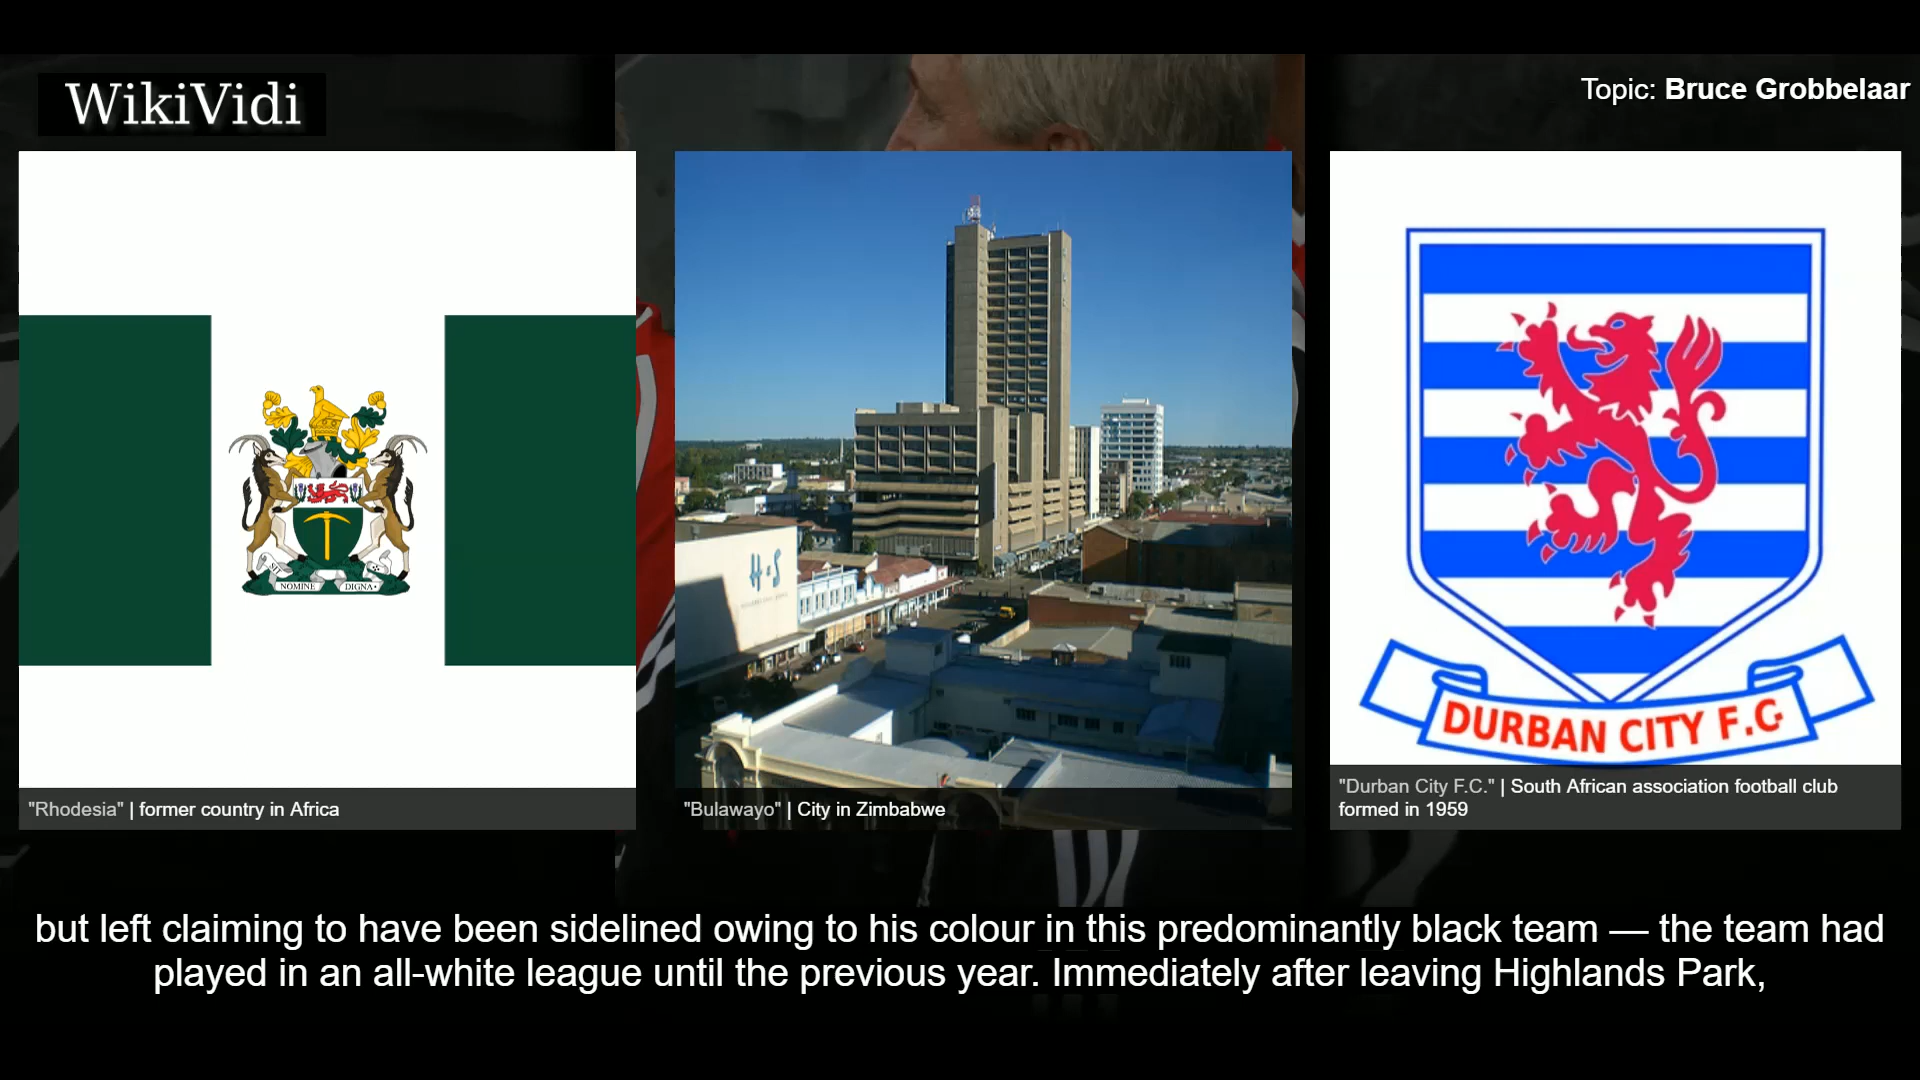 WikiVidi
Topic: Bruce Grobbelaar
SIT
NOMINE
DIGNA
H&S
DURBAN CITY F.C.
"Rhodesia" | former country in Africa
"Bulawayo" | City in Zimbabwe
"Durban City F.C." | South African association football club
formed in 1959
but left claiming to have been sidelined owing to his colour in this predominantly black team — the team had
played in an all-white league until the previous year. Immediately after leaving Highlands Park,